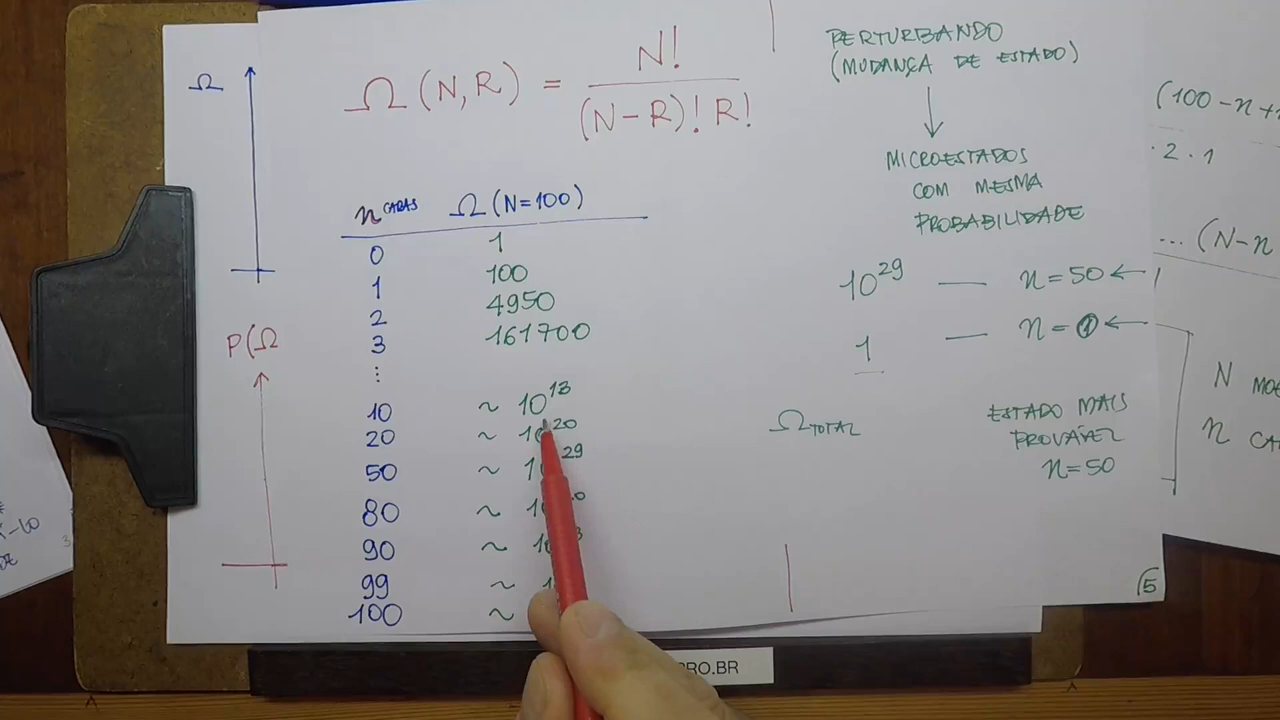 Ω
Ω (N,R) = N! / (N-R)! R!
n CARAS Ω (N=100)
0 1
1 100
2 4950
3 161700
⋮
10 ~ 10^13
20 ~ 10^20
50 ~ 10^29
80 ~
90 ~
99 ~
100 ~
P(Ω
PERTURBANDO
(MUDANÇA DE ESTADO)
MICROESTADOS
COM MESMA
PROBABILIDADE
10^29 — n=50 ←
1 — n=0 ←
Ω TOTAL
ESTADO MAIS
PROVÁVEL
n=50
5
(100-n+
· 2 · 1
... (N-n
N
n
PRO.BR